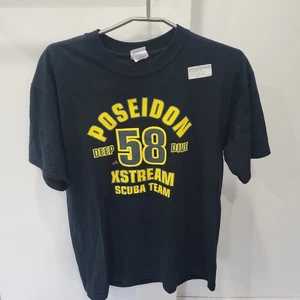 POSEIDON
DEEP 58 DIVE
XSTREAM
SCUBA TEAM